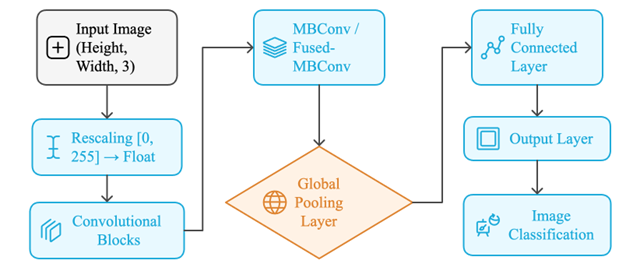 Input Image
(Height,
Width, 3)
Rescaling [0,
255] → Float
Convolutional
Blocks
MBConv /
Fused-
MBConv
Global
Pooling
Layer
Fully
Connected
Layer
Output Layer
Image
Classification